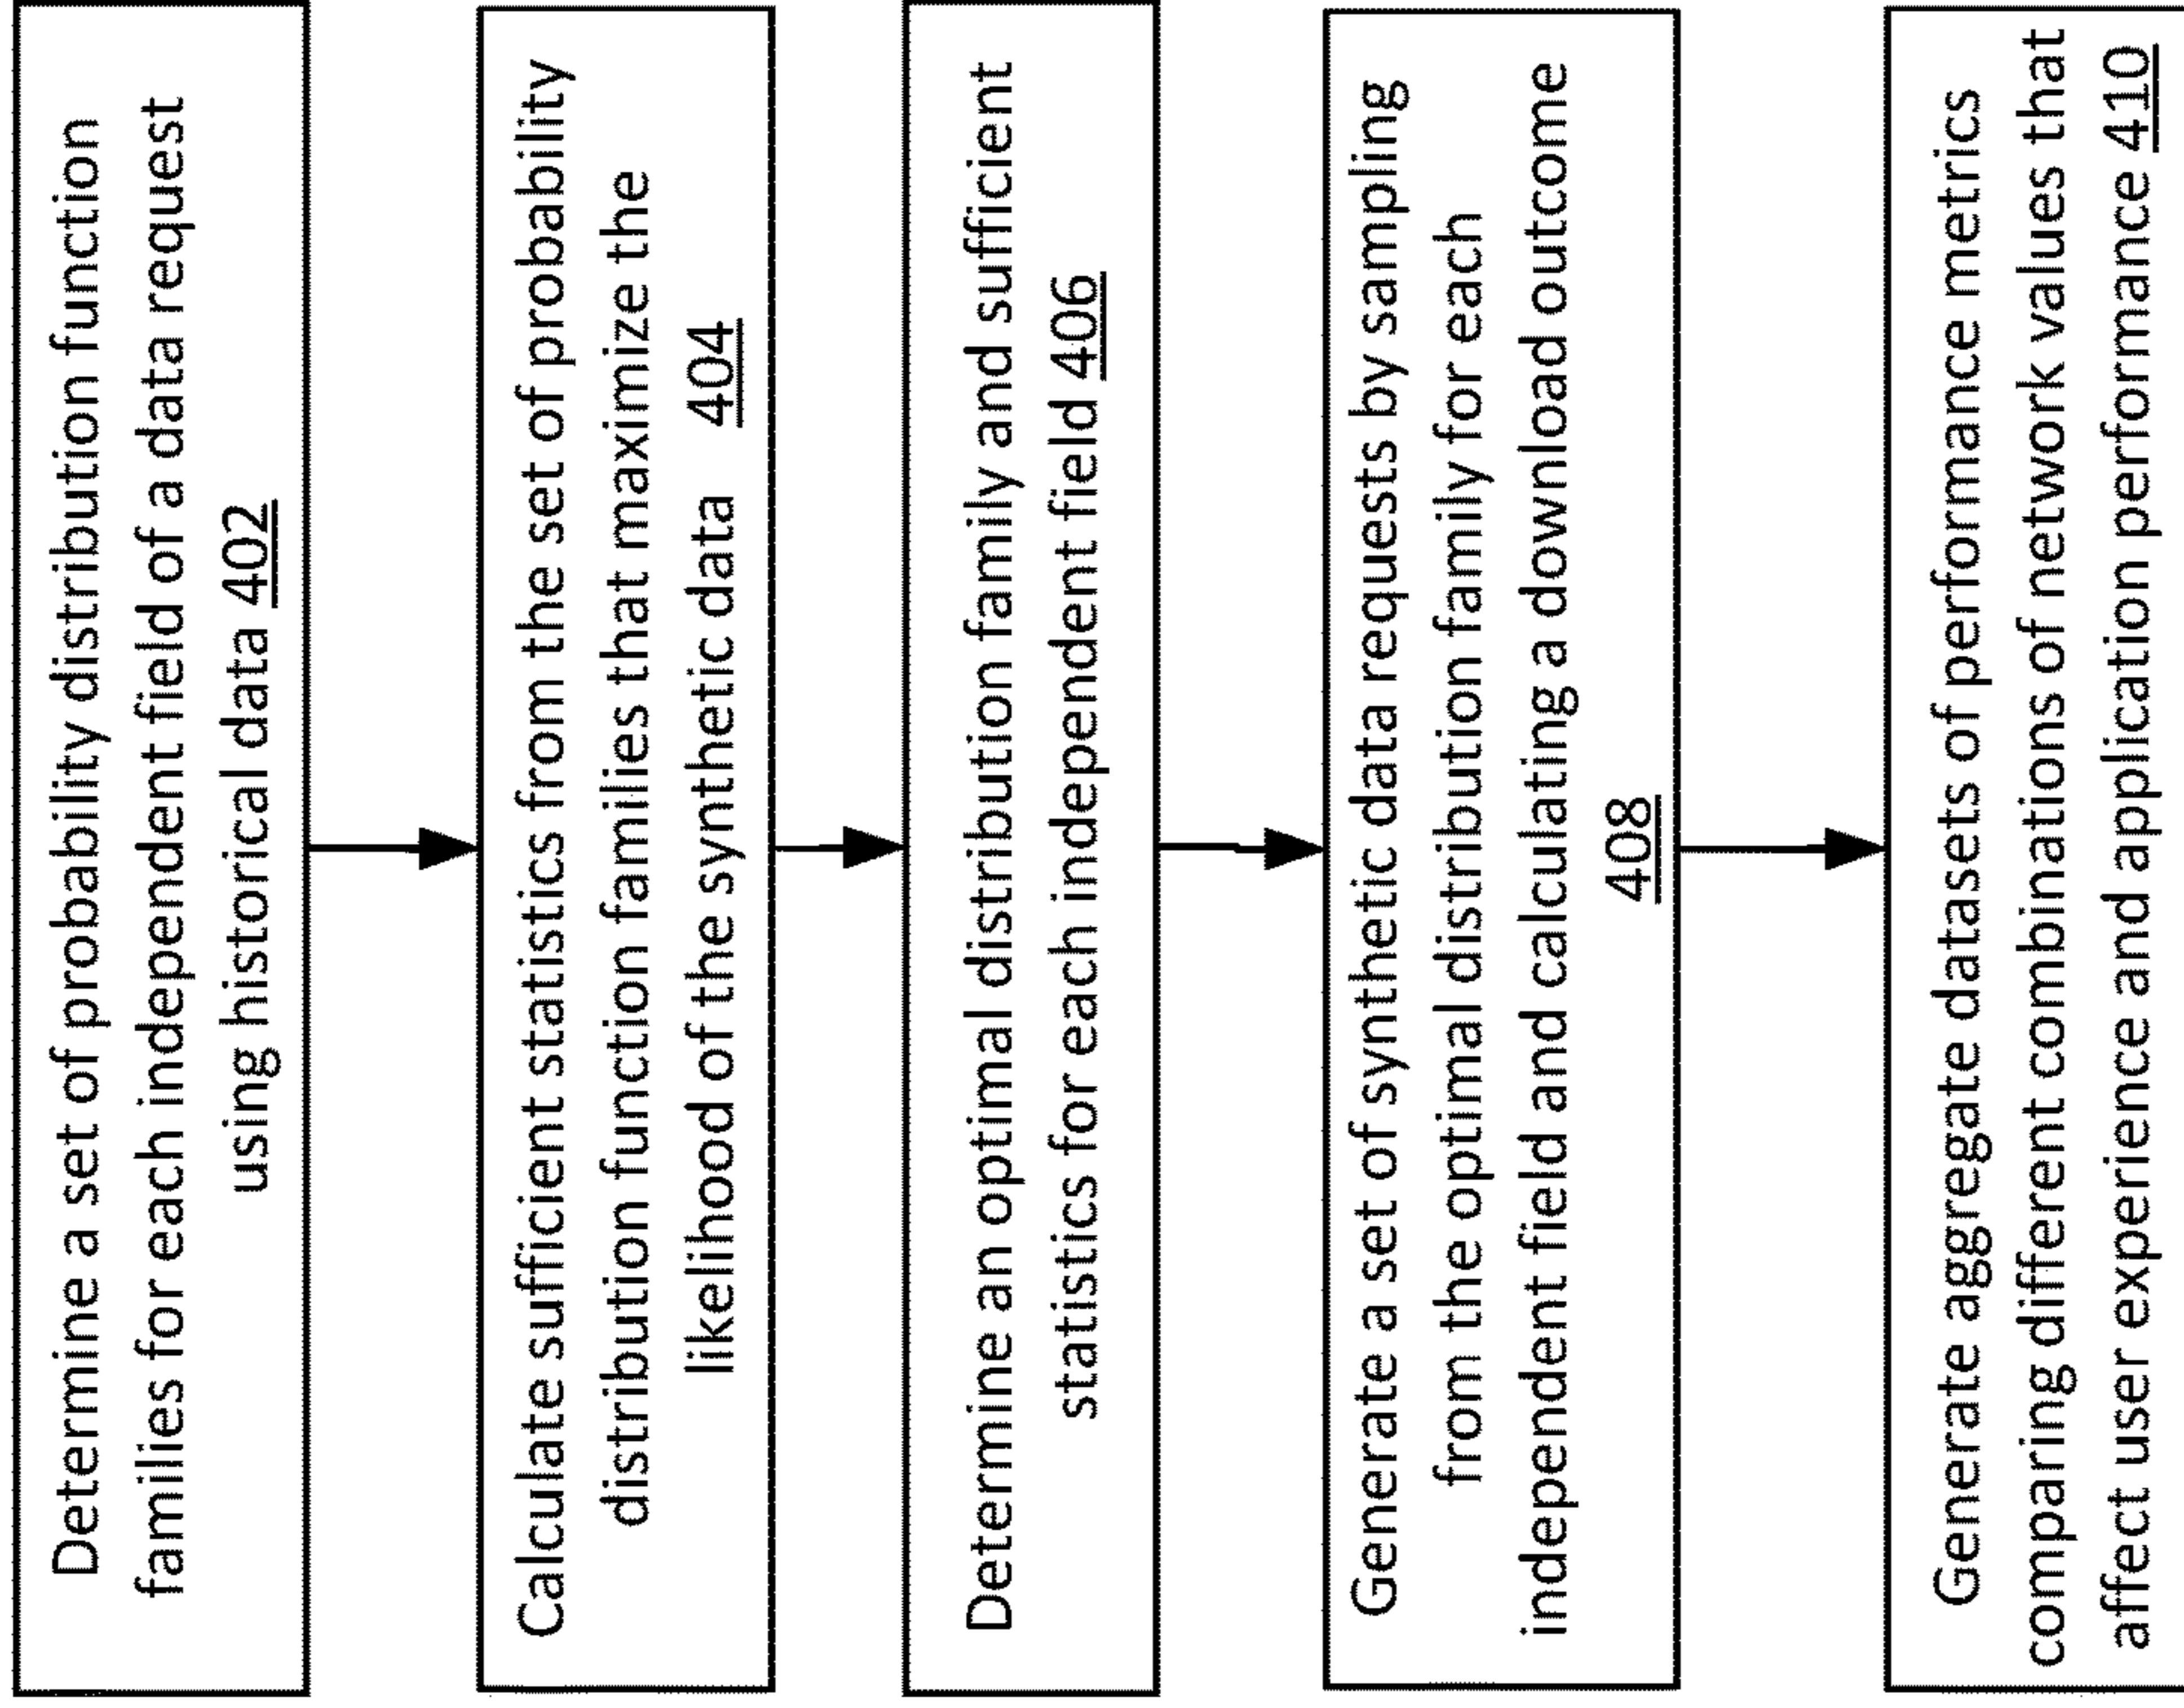 Determine a set of probability distribution function
families for each independent field of a data request
using historical data 402
Calculate sufficient statistics from the set of probability
distribution function families that maximize the
likelihood of the synthetic data 404
Determine an optimal distribution family and sufficient
statistics for each independent field 406
Generate a set of synthetic data requests by sampling
from the optimal distribution family for each
independent field and calculating a download outcome
408
Generate aggregate datasets of performance metrics
comparing different combinations of network values that
affect user experience and application performance 410